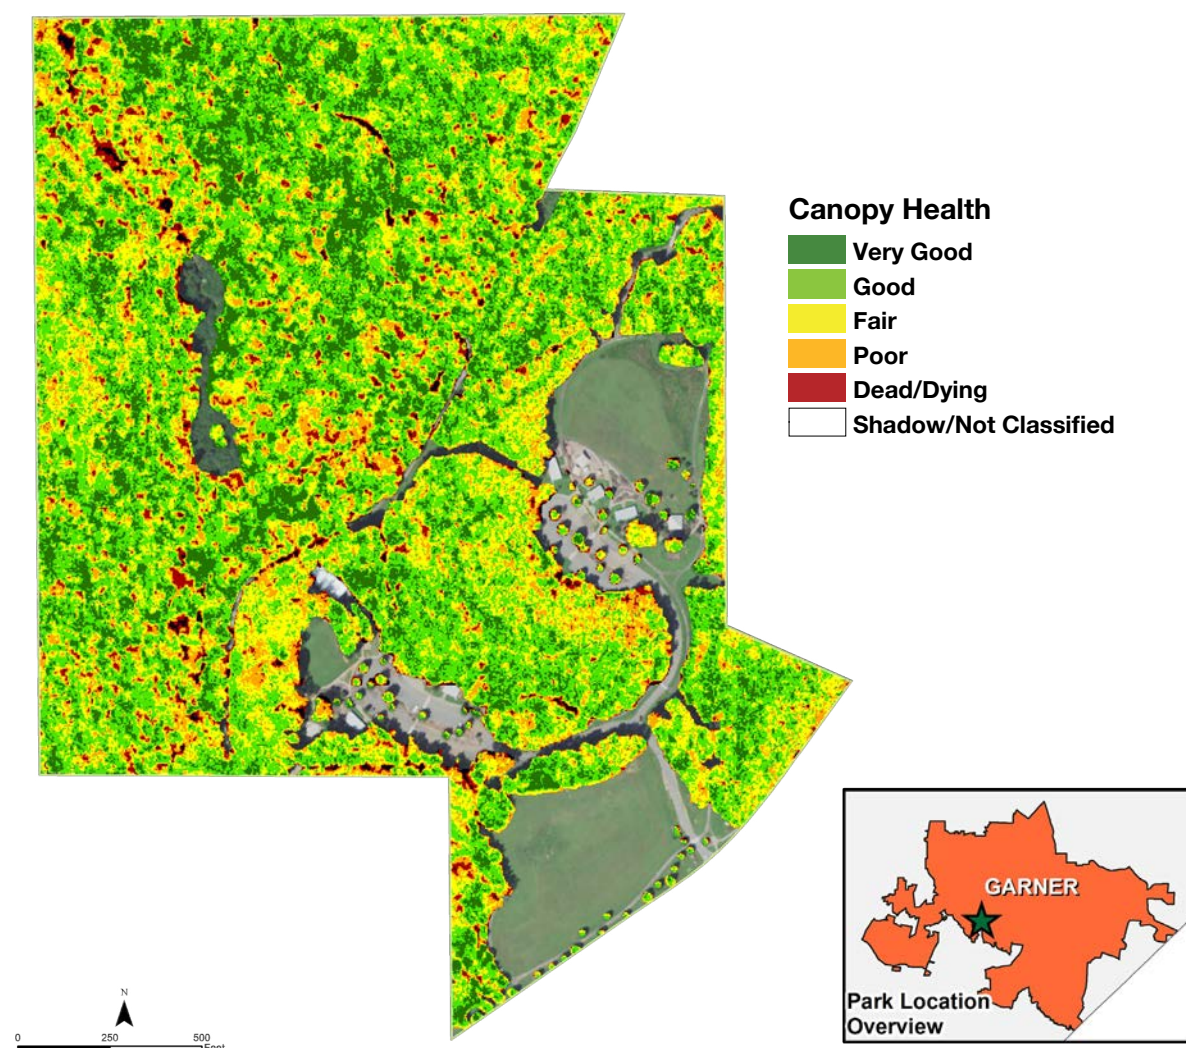 Canopy Health
Very Good
Good
Fair
Poor
Dead/Dying
Shadow/Not Classified
GARNER
Park Location
Overview
N
0 250 500
Feet